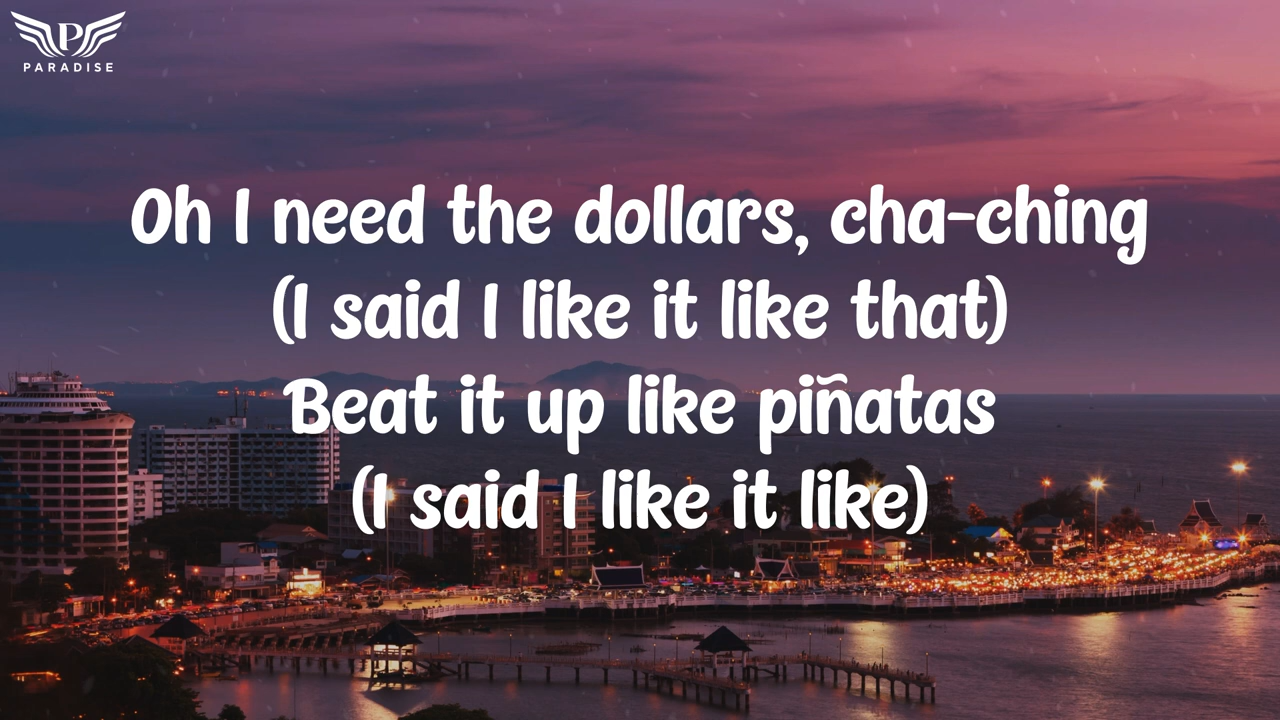 P
PARADISE
Oh I need the dollars, cha-ching
(I said I like it like that)
Beat it up like piñatas
(I said I like it like)